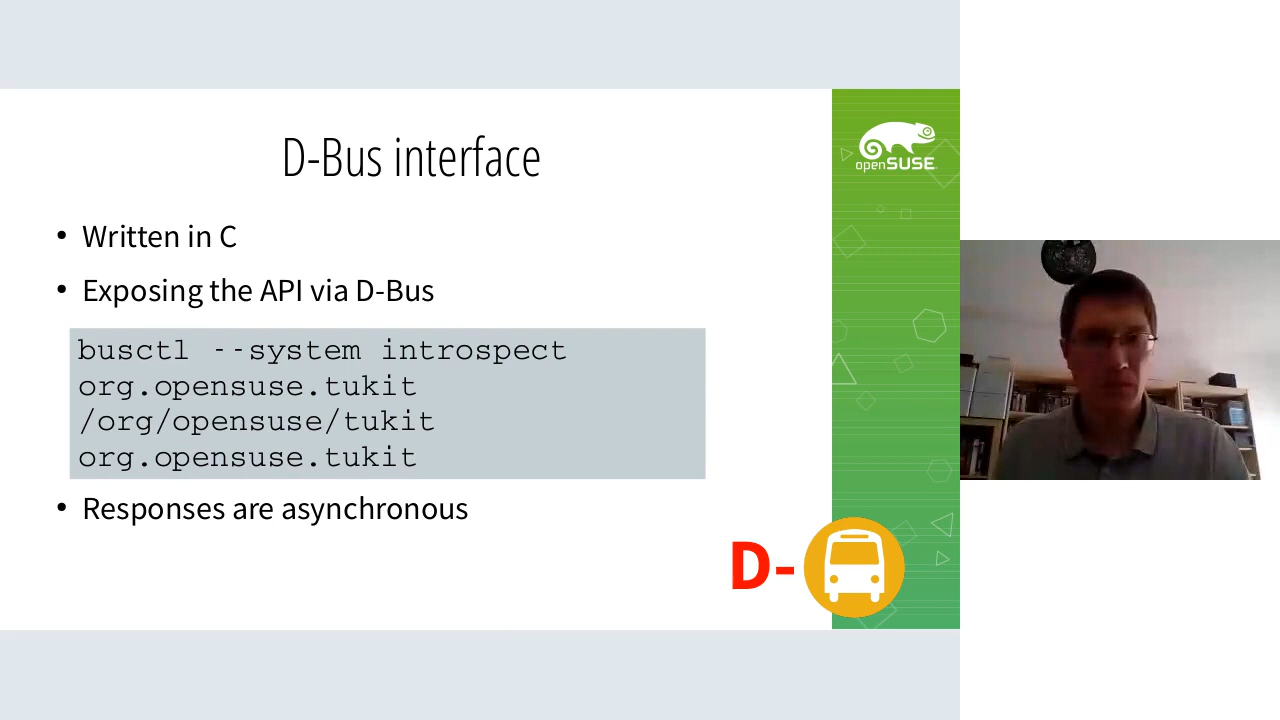 D-Bus interface
openSUSE
• Written in C
• Exposing the API via D-Bus
busctl --system introspect
org.opensuse.tukit
/org/opensuse/tukit
org.opensuse.tukit
• Responses are asynchronous
D-